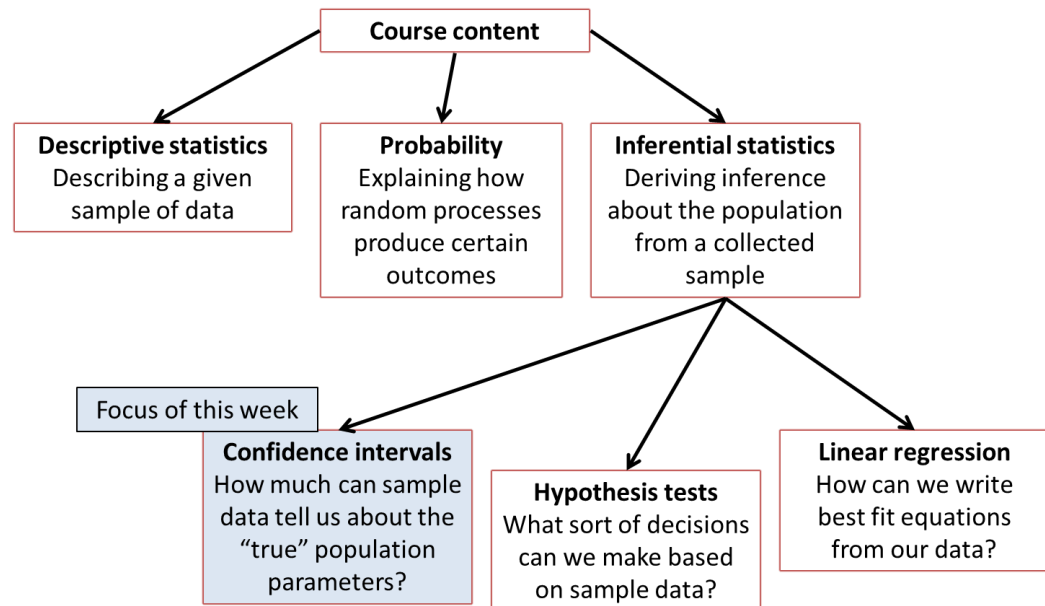 Course content
Descriptive statistics
Describing a given
sample of data
Probability
Explaining how
random processes
produce certain
outcomes
Inferential statistics
Deriving inference
about the population
from a collected
sample
Focus of this week
Confidence intervals
How much can sample
data tell us about the
“true” population
parameters?
Hypothesis tests
What sort of decisions
can we make based
on sample data?
Linear regression
How can we write
best fit equations
from our data?